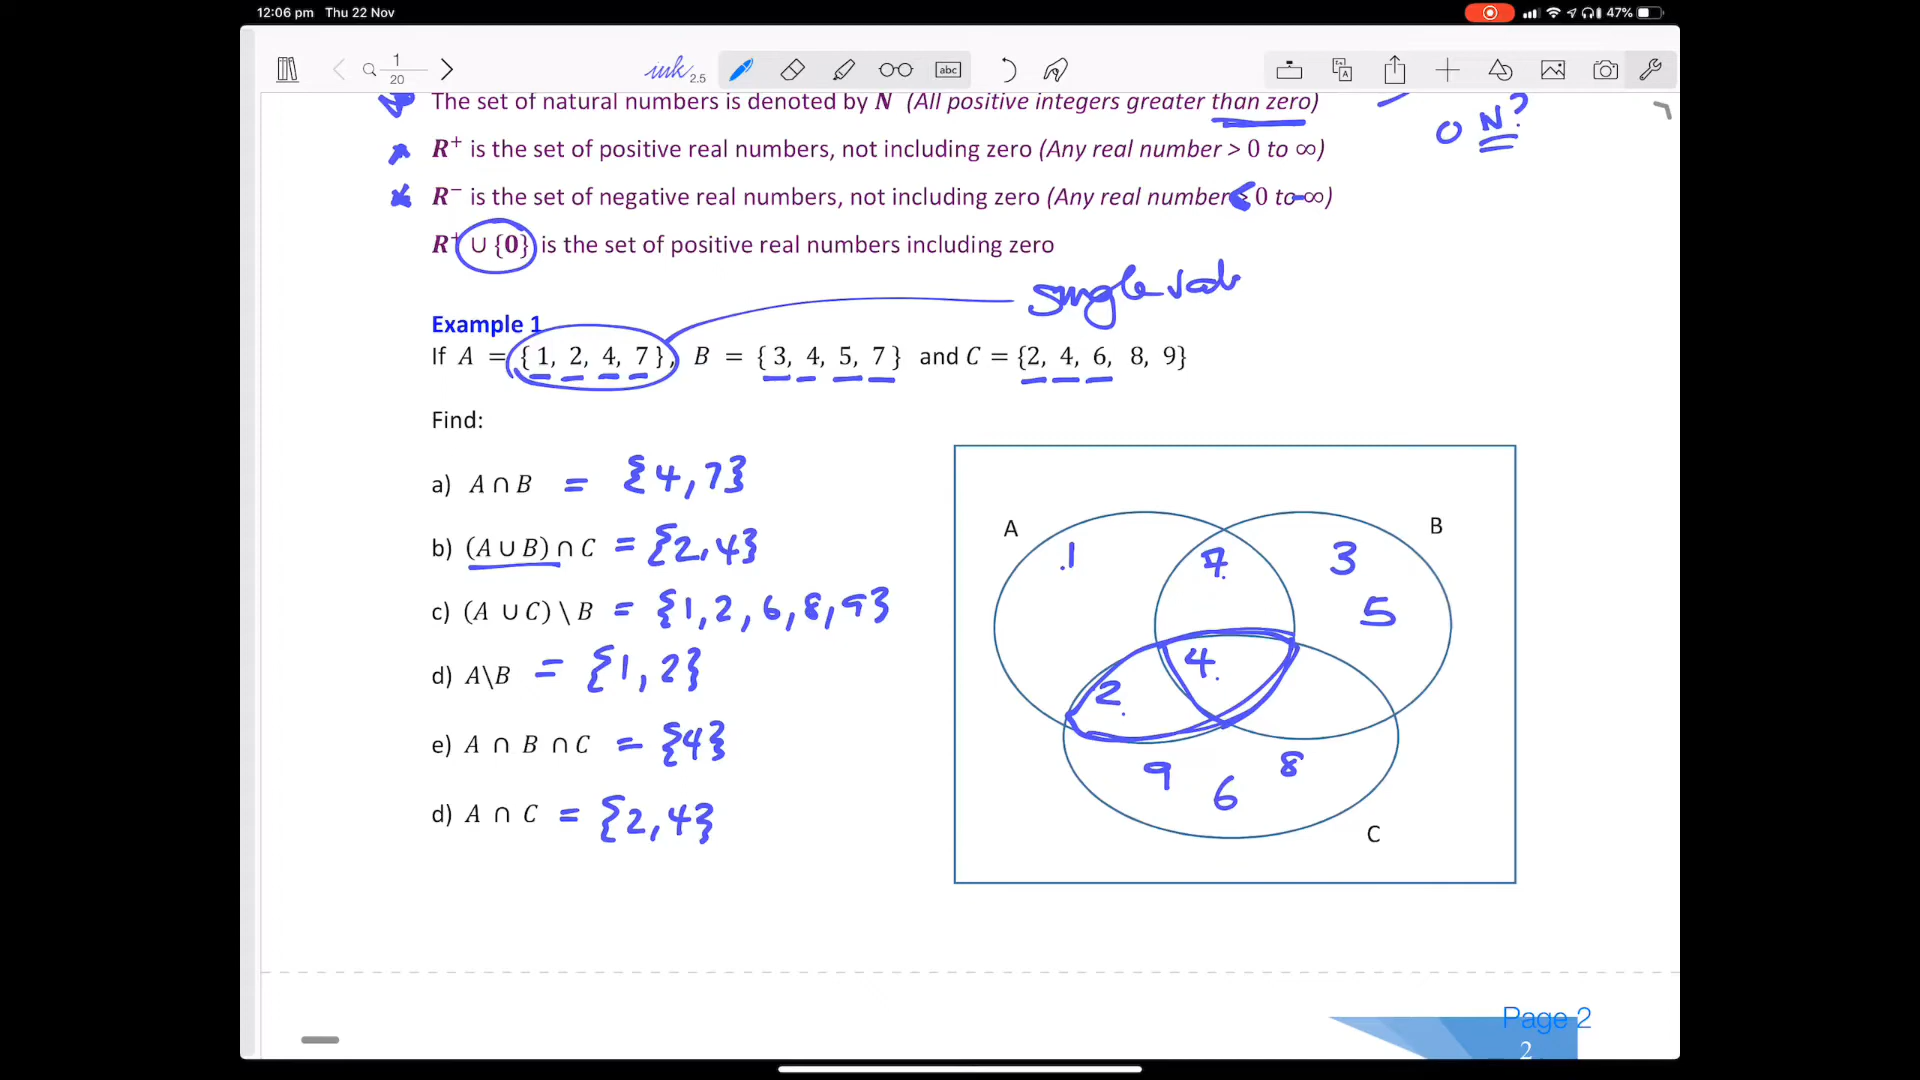 12:06 pm Thu 22 Nov 47%
1
20
ink 2.5 abc
The set of natural numbers is denoted by N (All positive integers greater than zero)
0 N?
R⁺ is the set of positive real numbers, not including zero (Any real number > 0 to ∞)
R⁻ is the set of negative real numbers, not including zero (Any real number < 0 to -∞)
R⁺ ∪ {0} is the set of positive real numbers including zero
single
Example 1
If A = { 1, 2, 4, 7 }, B = { 3, 4, 5, 7 } and C = {2, 4, 6, 8, 9}
Find:
a) A ∩ B = {4,7}
b) (A ∪ B) ∩ C = {2,4}
c) (A ∪ C) \ B = {1,2,6,8,9}
d) A\B = {1,2}
e) A ∩ B ∩ C = {4}
d) A ∩ C = {2,4}
A
B
1
7
3
5
4
2
9
6
8
C
Page 2
2